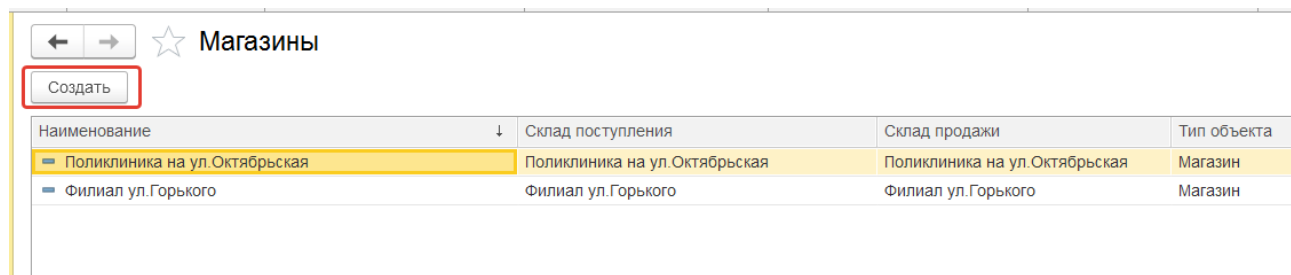 Магазины
Создать
Наименование ↓ Склад поступления Склад продажи Тип объекта
Поликлиника на ул.Октябрьская Поликлиника на ул.Октябрьская Поликлиника на ул.Октябрьская Магазин
Филиал ул.Горького Филиал ул.Горького Филиал ул.Горького Магазин